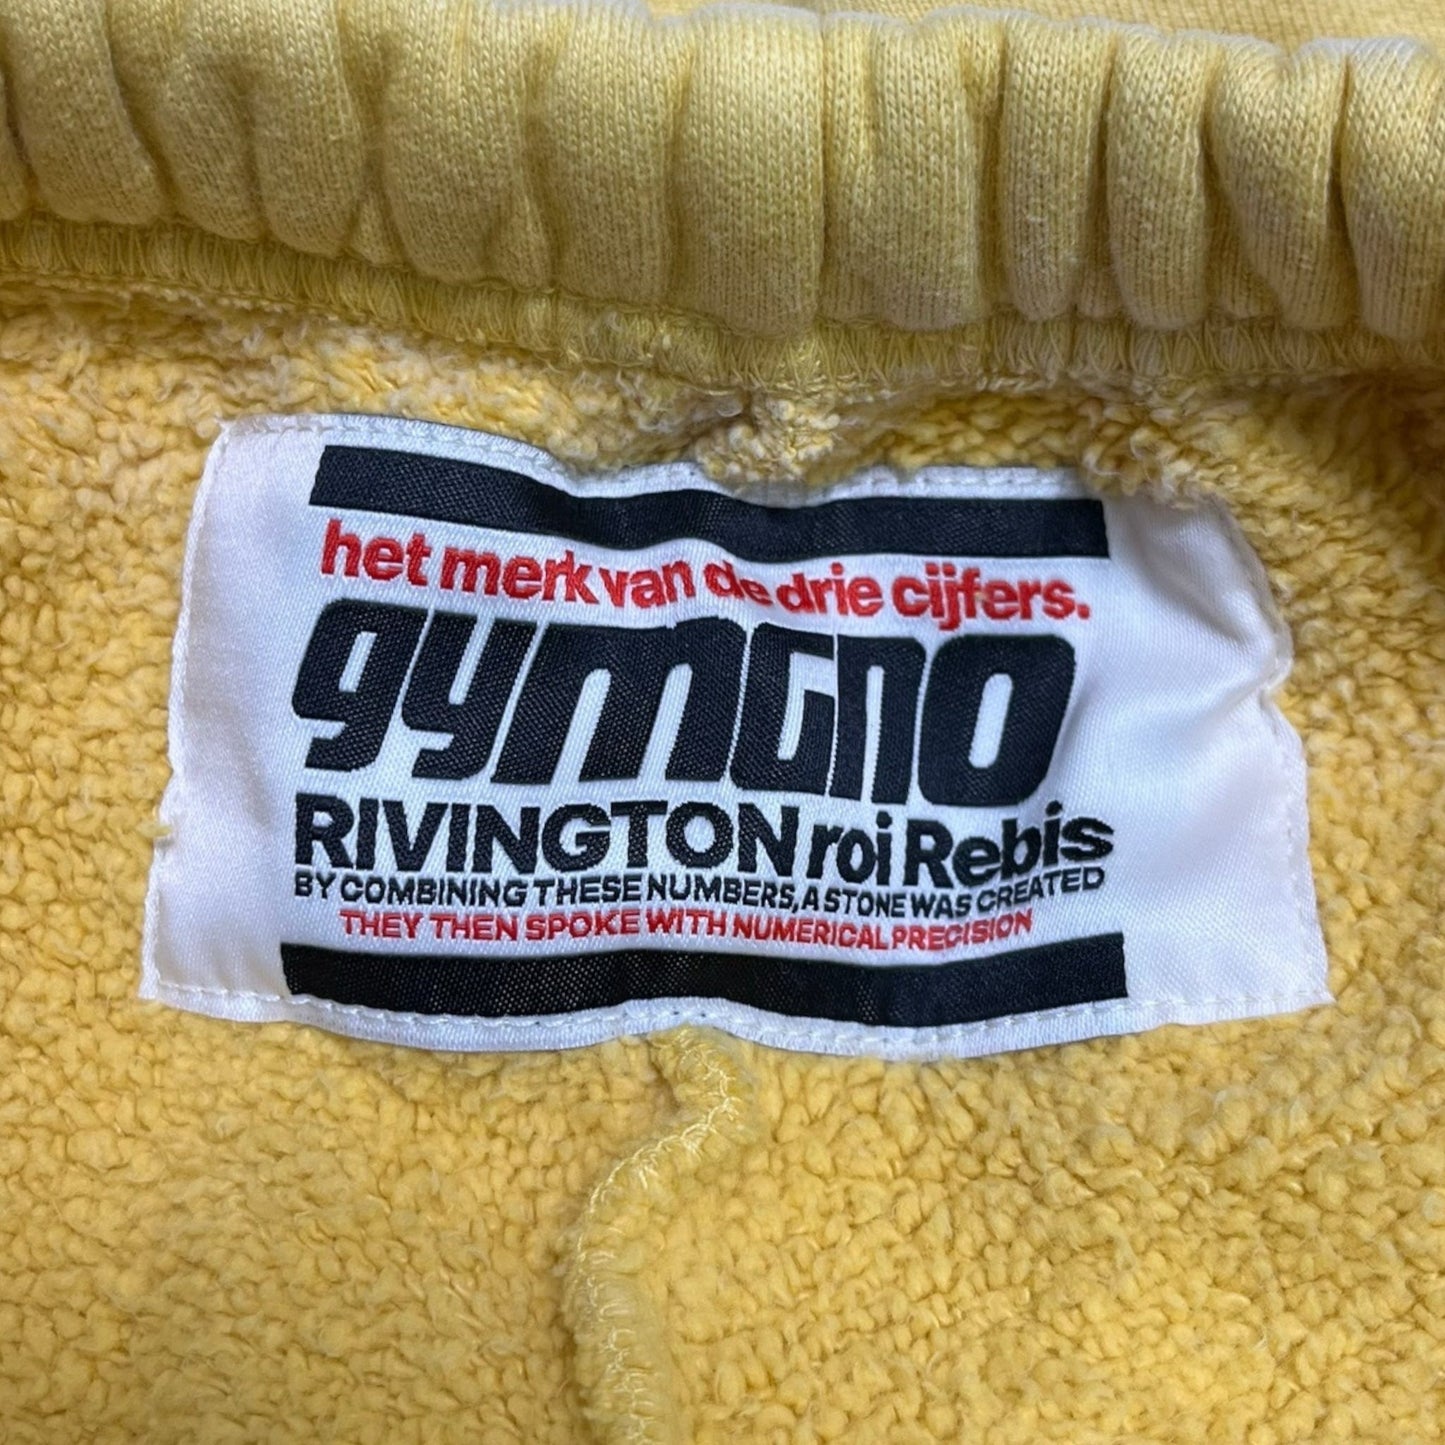 het merk van de drie cijfers.
gymgno
RIVINGTON roi Rebis
BY COMBINING THESE NUMBERS, A STONE WAS CREATED
THEY THEN SPOKE WITH NUMERICAL PRECISION